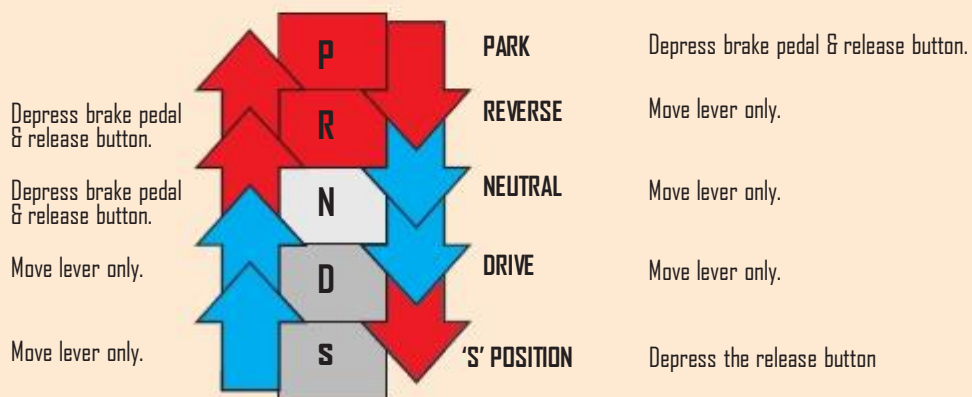 P
PARK
Depress brake pedal & release button.
Depress brake pedal
& release button.
R
REVERSE
Move lever only.
Depress brake pedal
& release button.
N
NEUTRAL
Move lever only.
Move lever only.
D
DRIVE
Move lever only.
Move lever only.
s
'S' POSITION
Depress the release button